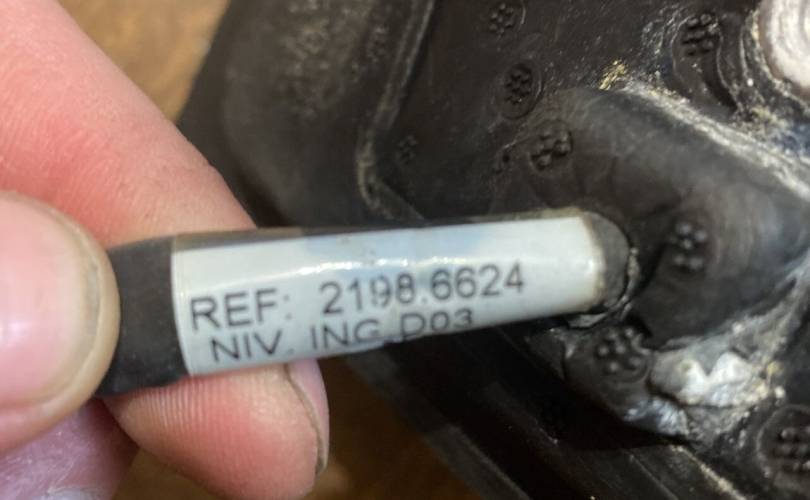 REF: 2198.6624
NIV. ING.D03